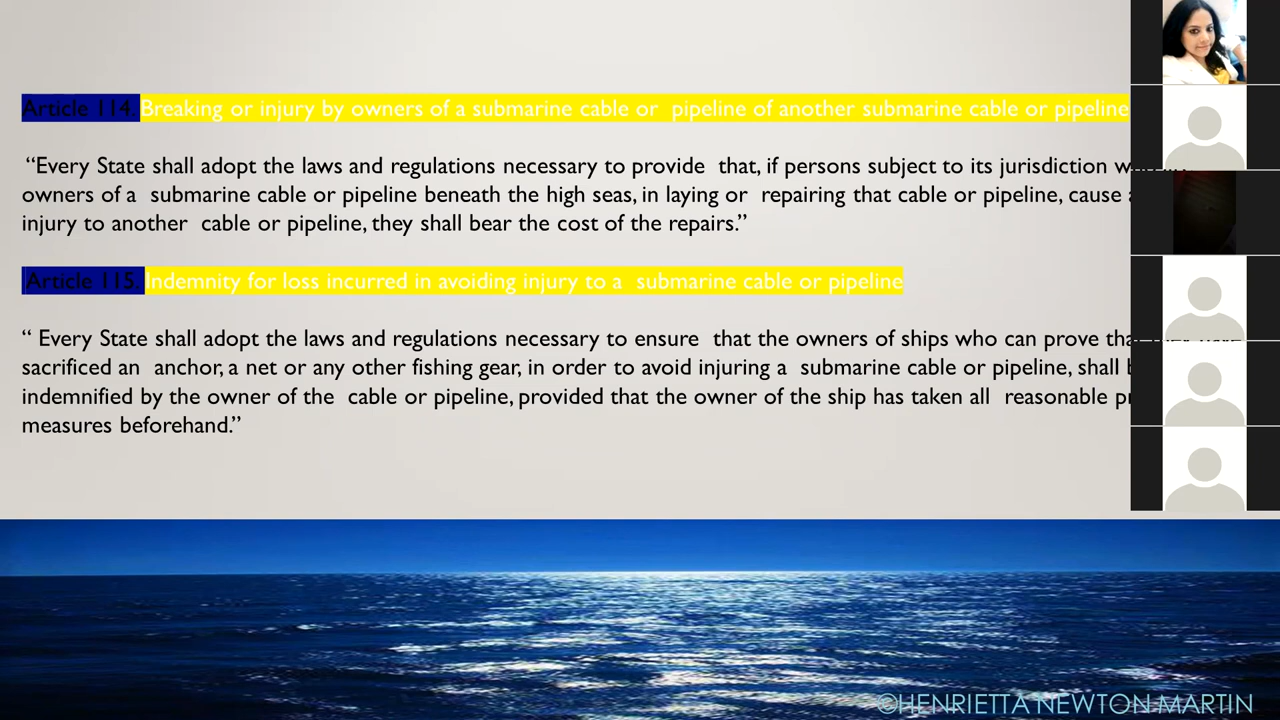 Article 114. Breaking or injury by owners of a submarine cable or pipeline of another submarine cable or pipeline
“Every State shall adopt the laws and regulations necessary to provide that, if persons subject to its jurisdiction
owners of a submarine cable or pipeline beneath the high seas, in laying or repairing that cable or pipeline, cause
injury to another cable or pipeline, they shall bear the cost of the repairs.”
Article 115. Indemnity for loss incurred in avoiding injury to a submarine cable or pipeline
“ Every State shall adopt the laws and regulations necessary to ensure that the owners of ships who can prove
sacrificed an anchor, a net or any other fishing gear, in order to avoid injuring a submarine cable or pipeline, shall
indemnified by the owner of the cable or pipeline, provided that the owner of the ship has taken all reasonable
measures beforehand.”
©HENRIETTA NEWTON MARTIN